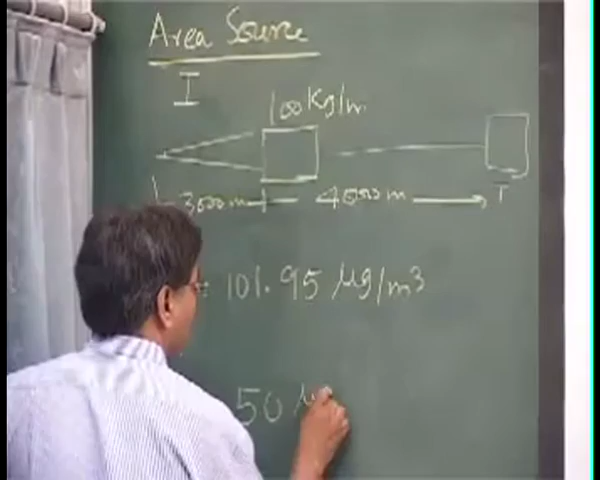 Area Source
I
100 Kg/m
3000 m 4000 m T
= 101.95 μg/m³
50 μ